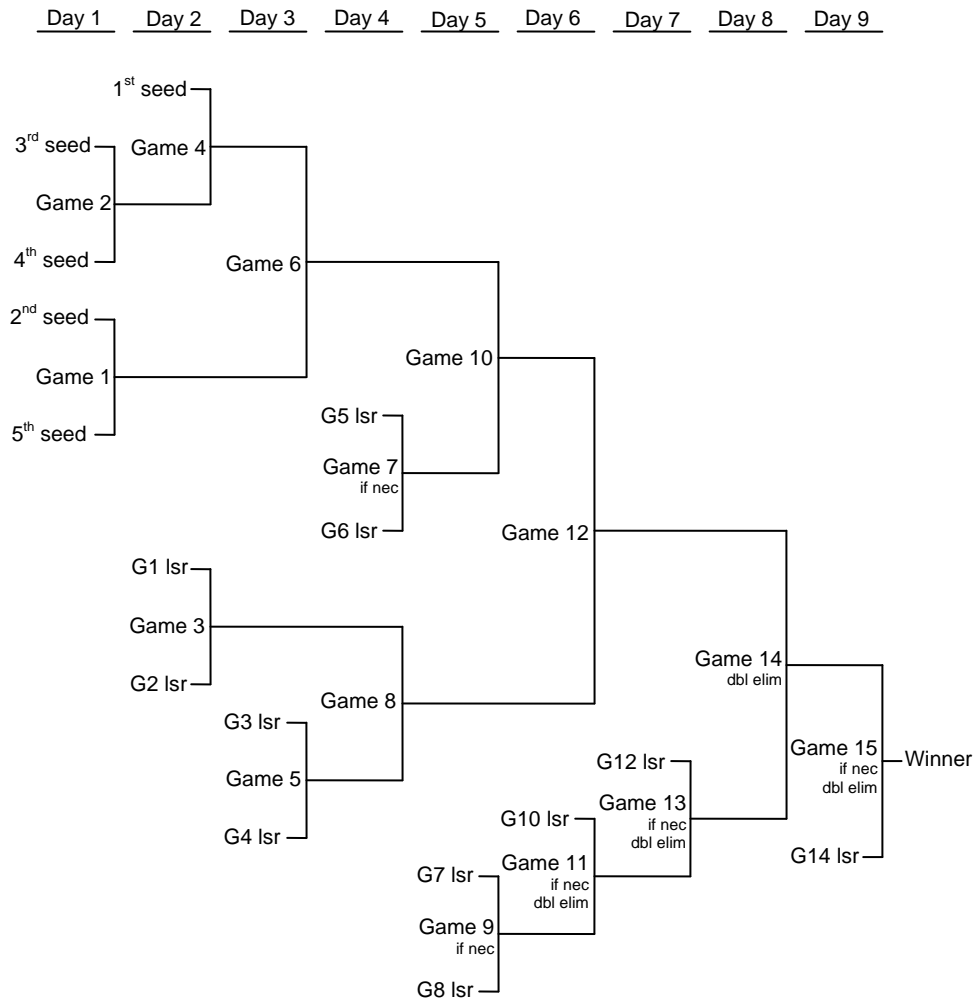 Day 1 Day 2 Day 3 Day 4 Day 5 Day 6 Day 7 Day 8 Day 9
1st seed
3rd seed
Game 4
Game 2
4th seed
Game 6
2nd seed
Game 10
Game 1
G5 lsr
5th seed
Game 7
if nec
G6 lsr
Game 12
G1 lsr
Game 3
Game 14
dbl elim
G2 lsr
Game 8
G3 lsr
Game 15
if nec
dbl elim
Winner
G12 lsr
Game 5
Game 13
if nec
dbl elim
G10 lsr
G4 lsr
G14 lsr
Game 11
if nec
dbl elim
G7 lsr
Game 9
if nec
G8 lsr